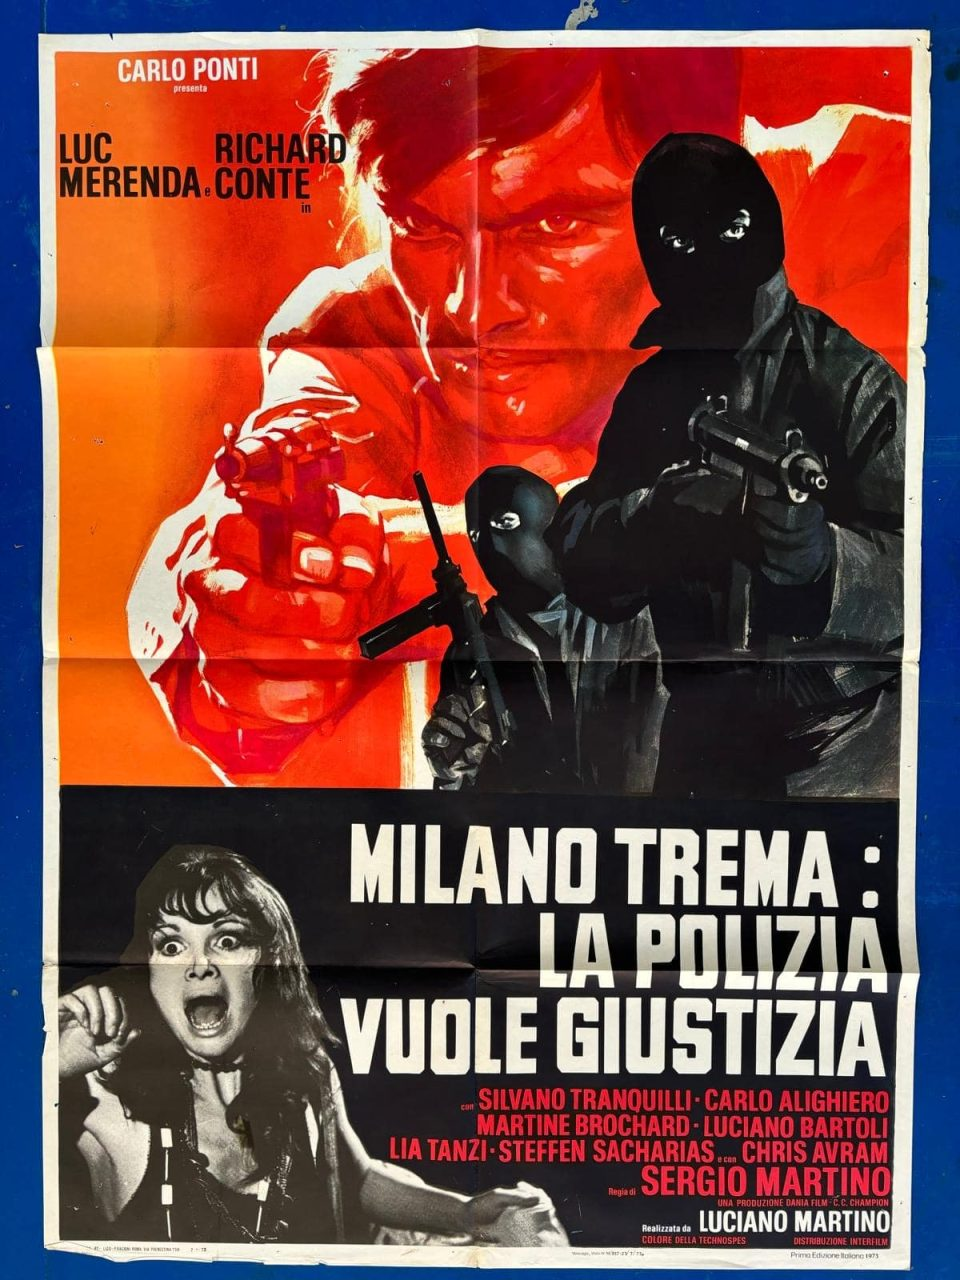 CARLO PONTI
presenta
LUC MERENDA e RICHARD CONTE
in
MILANO TREMA :
LA POLIZIA
VUOLE GIUSTIZIA
con SILVANO TRANQUILLI · CARLO ALIGHIERO
MARTINE BROCHARD · LUCIANO BARTOLI
LIA TANZI · STEFFEN SACHARIAS e con CHRIS AVRAM
Regia di SERGIO MARTINO
UNA PRODUZIONE DANIA FILM · C.C. CHAMPION
Realizzata da LUCIANO MARTINO
COLORE DELLA TECHNOSPES DISTRIBUZIONE INTERFILM
Prima Edizione Italiana 1973